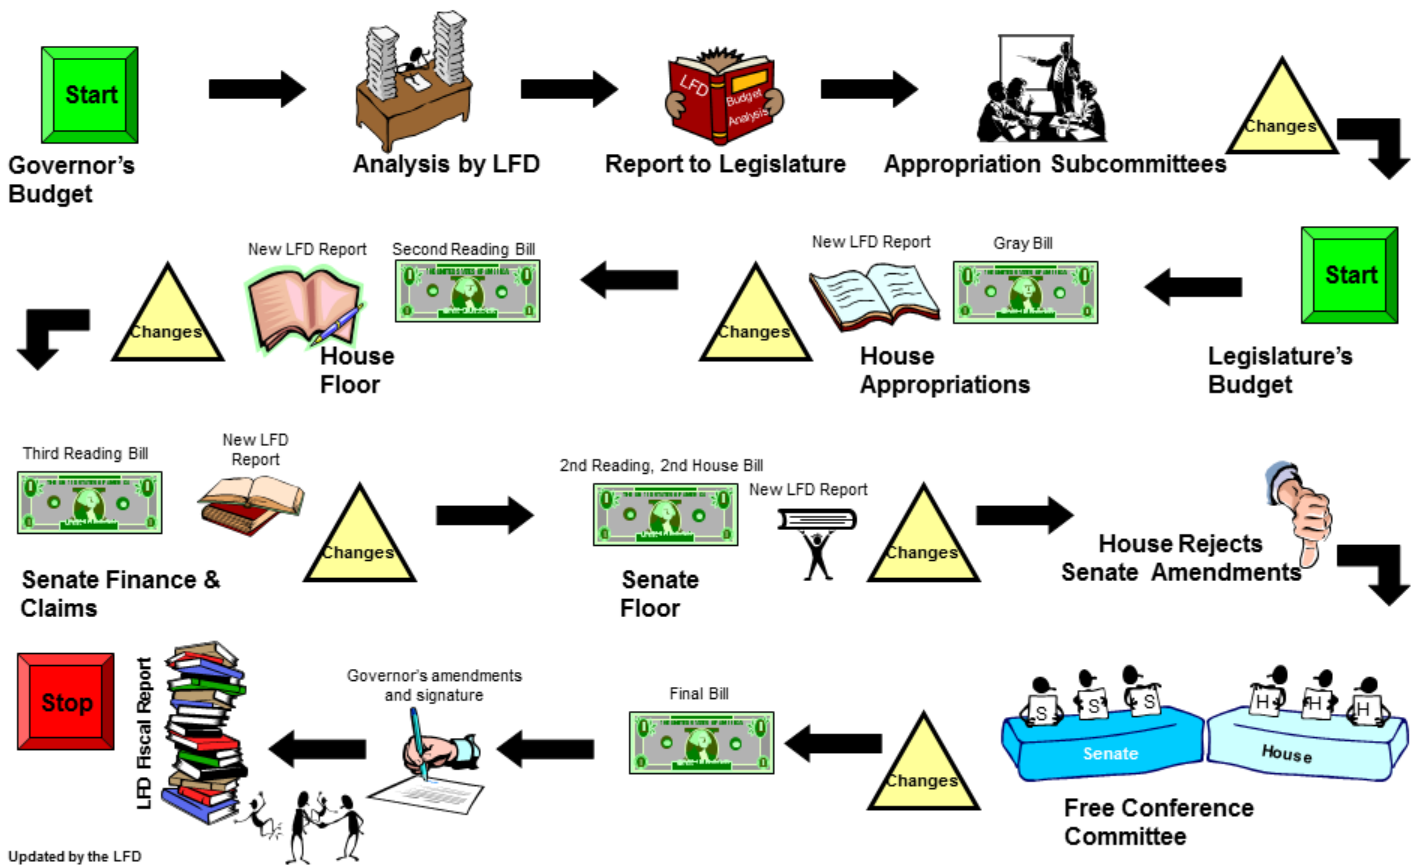 Start
Governor's
Budget
Analysis by LFD
LFD
Budget
Analysis
Report to Legislature
Appropriation Subcommittees
Changes
Start
Legislature's
Budget
Gray Bill
New LFD Report
House
Appropriations
Changes
Second Reading Bill
New LFD Report
House
Floor
Changes
Third Reading Bill
New LFD
Report
Senate Finance &
Claims
Changes
2nd Reading, 2nd House Bill
New LFD Report
Senate
Floor
Changes
House Rejects
Senate Amendments
S
S
S
H
H
H
Senate
House
Free Conference
Committee
Changes
Final Bill
Governor's amendments
and signature
LFD Fiscal Report
Stop
Updated by the LFD